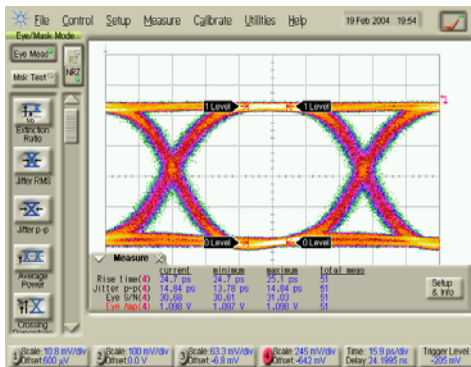 File Control Setup Measure Calibrate Utilities Help 19 Feb 2004 19:54
Eye/Mask Mode
Eye Meas
Msk Test
NRZ
1 Level 1 Level
Extinction
Ratio
Jitter RMS
Jitter p-p
Average
Power
Crossing
0 Level 0 Level
Measure
current minimum maximum total meas
Rise time(4) 24.7 ps 24.7 ps 25.1 ps 51
Jitter p-p(4) 14.84 ps 13.78 ps 14.84 ps 51
Eye S/N(4) 30.68 30.61 31.03 51
Eye Amp(4) 1.098 V 1.097 V 1.098 V 51
Setup
& Info
1 Scale: 10.8 mV/div 2 Scale: 100 mV/div 3 Scale: 63.3 mV/div 4 Scale: 245 mV/div Time: 15.9 ps/div Trigger Level:
Offset: 600 µV Offset: 0.0 V Offset: -6.8 mV Offset: -642 mV Delay: 24.1995 ns -205 mV